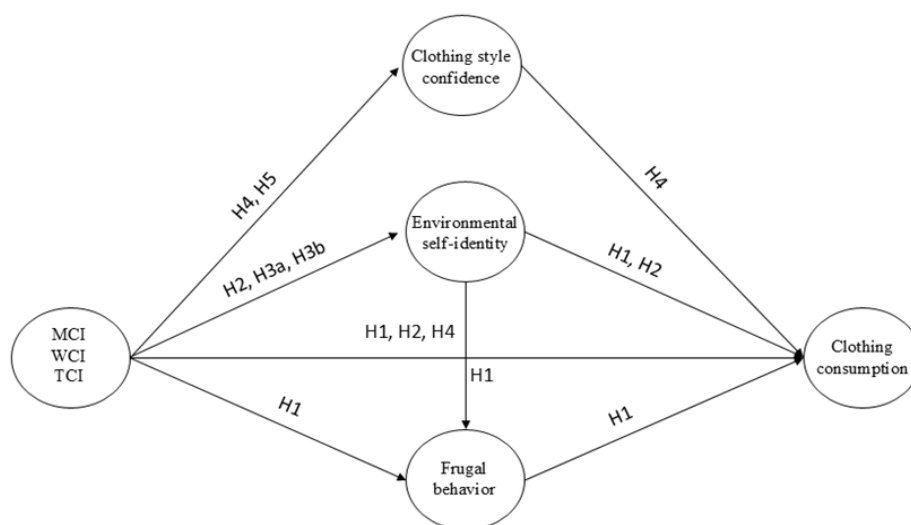 Clothing style
confidence
H4, H5
H4
Environmental
self-identity
H2, H3a, H3b
H1, H2
MCI
WCI
TCI
H1, H2, H4
Clothing
consumption
H1
H1
H1
Frugal
behavior